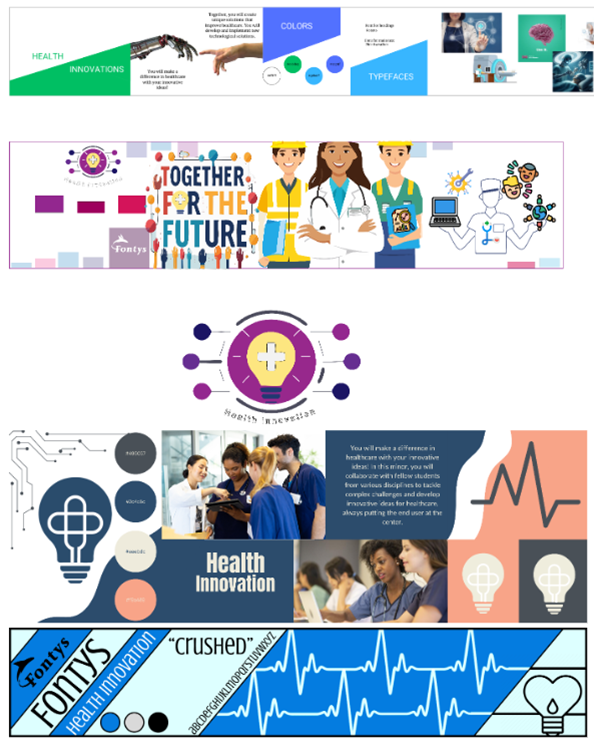 Together, you will create
unique solutions that
improve healthcare. You will
develop and implement new
technological solutions.
COLORS
HEALTH
INNOVATIONS
You will make a
difference in healthcare
with your innovative
ideas!
TYPEFACES
Health Innovation
TOGETHER
FOR THE
FUTURE
Fontys
Health Innovation
You will make a difference in
healthcare with your innovative
ideas! In this minor, you will
collaborate with fellow students
from various disciplines to tackle
complex challenges and develop
innovative ideas for healthcare,
always putting the end user at the
center.
Health
Innovation
Fontys
FONTYS
HEALTH INNOVATION
"CRUSHED"
ABCDEFGHIJKLMNOPQRSTUVWXYZ